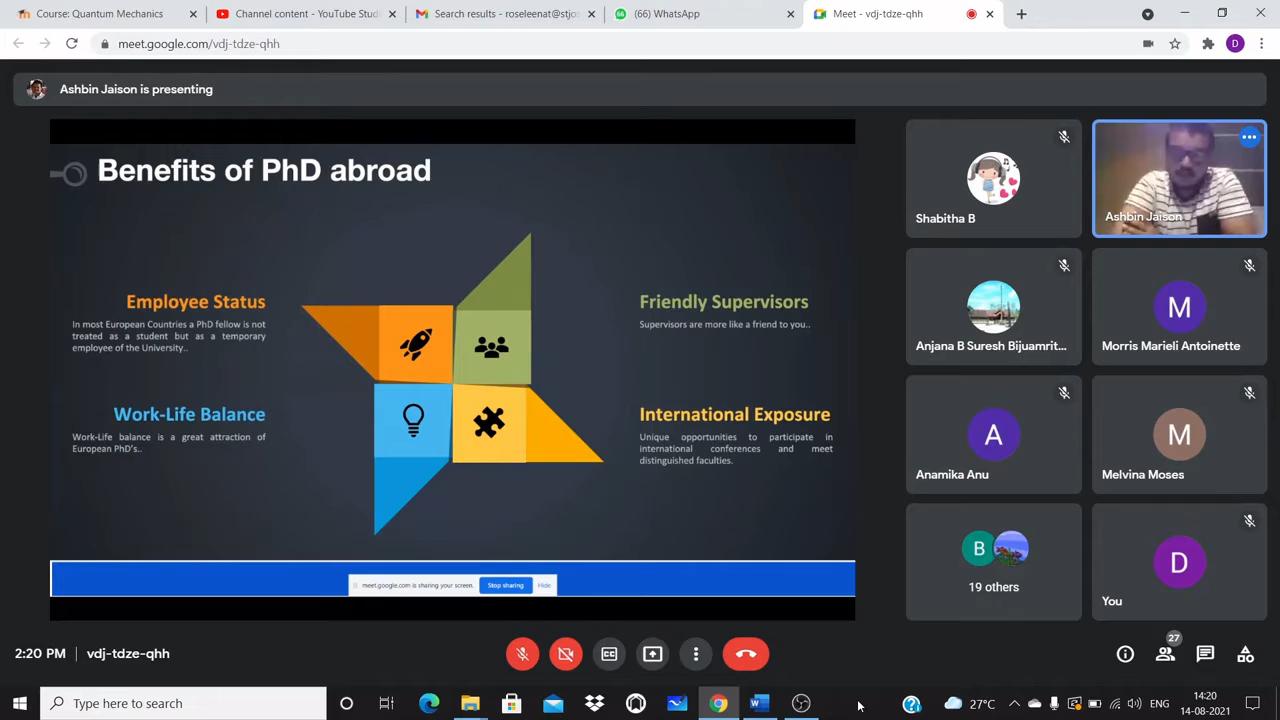 Course: Quantum Mechanics
Channel content - YouTube Stud
Search results - roseleenat@stjos
(66) WhatsApp
Meet - vdj-tdze-qhh
meet.google.com/vdj-tdze-qhh
D
Ashbin Jaison is presenting
Benefits of PhD abroad
Employee Status
In most European Countries a PhD fellow is not
treated as a student but as a temporary
employee of the University..
Friendly Supervisors
Supervisors are more like a friend to you..
Work-Life Balance
Work-Life balance is a great attraction of
European PhD's..
International Exposure
Unique opportunities to participate in
international conferences and meet
distinguished faculties.
meet.google.com is sharing your screen.
Stop sharing
Hide
Shabitha B
Ashbin Jaison
Anjana B Suresh Bijuamrit...
M
Morris Marieli Antoinette
A
Anamika Anu
M
Melvina Moses
B
19 others
D
You
2:20 PM
vdj-tdze-qhh
CC
27
Type here to search
27°C
14:20
14-08-2021